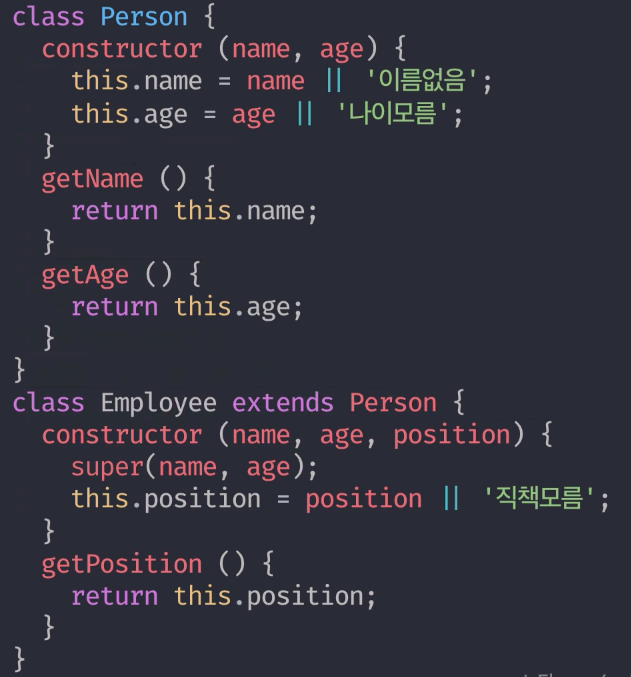 class Person {
  constructor (name, age) {
    this.name = name || '이름없음';
    this.age = age || '나이모름';
  }
  getName () {
    return this.name;
  }
  getAge () {
    return this.age;
  }
}
class Employee extends Person {
  constructor (name, age, position) {
    super(name, age);
    this.position = position || '직책모름';
  }
  getPosition () {
    return this.position;
  }
}